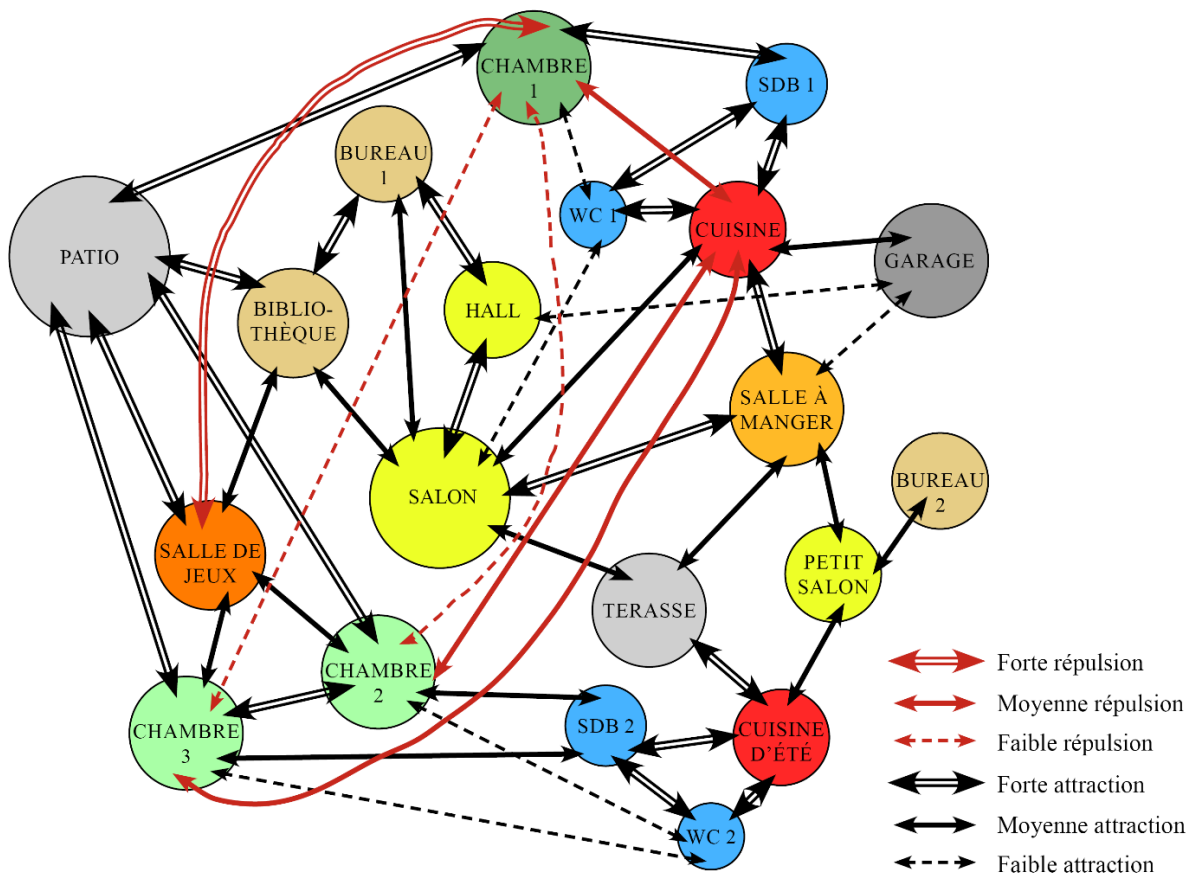 CHAMBRE
1
SDB 1
BUREAU
1
WC 1
CUISINE
PATIO
GARAGE
BIBLIO-
THÈQUE
HALL
SALLE À
MANGER
BUREAU
2
SALON
SALLE DE
JEUX
PETIT
SALON
TERASSE
CHAMBRE
2
CHAMBRE
3
SDB 2
CUISINE
D'ÉTÉ
WC 2
Forte répulsion
Moyenne répulsion
Faible répulsion
Forte attraction
Moyenne attraction
Faible attraction